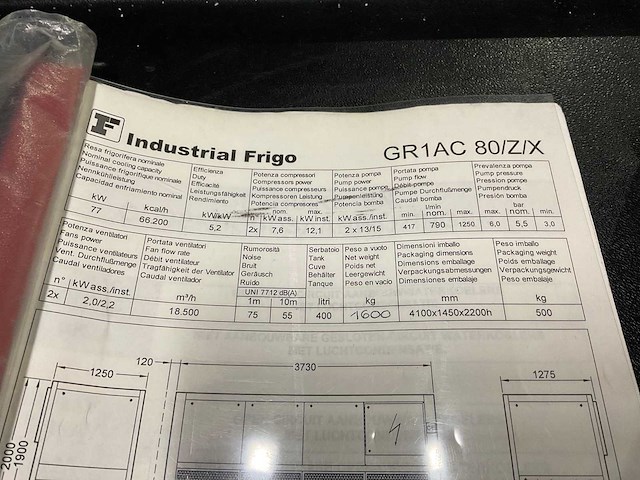 F Industrial Frigo
GR1AC 80/Z/X
Resa frigorifera nominale
Nominal cooling capacity
Puissance frigorifique nominale
Nennkühlleistung
Capacidad enfriamiento nominal
kW kcal/h
77 66.200
Efficienza
Duty
Efficacité
Leistungsfähigkeit
Rendimiento
kW/kW
5,2
Potenza compressori
Compressors power
Puissance compresseurs
Kompressoren Leistung
Potencia compresores
n° nom. kW ass. max. kW inst.
2x 7,6 12,1
Potenza pompa
Pump power
Puissance pompe
Pumpenleistung
Potencia bomba
kW ass./inst.
2 x 13/15
Portata pompa
Pump flow
Débit pompe
Pumpe Durchflußmenge
Caudal bomba
l/min
min. nom. max.
417 790 1250
Prevalenza pompa
Pump pressure
Pression pompe
Pumpendruck
Presión bomba
bar
max. nom. min.
6,0 5,5 3,0
Potenza ventilatori
Fans power
Puissance ventilateurs
Vent. Durchflußmenge
Caudal ventiladores
n° kW ass./inst.
2x 2,0/2,2
Portata ventilatori
Fan flow rate
Débit ventilateur
Tragfähigkeit der Ventilator
Caudal ventilador
m³/h
18.500
Rumorosità
Noise
Bruit
Geräusch
Ruido
UNI 7712 dB(A)
1m 10m
75 55
Serbatoio
Tank
Cuve
Behälter
Tanque
litri
400
Peso a vuoto
Net weight
Poids net
Leergewicht
Peso en vacio
kg
1600
Dimensioni imballo
Packaging dimensions
Dimensions emballage
Verpackungsabmessungen
Dimensiones embalaje
mm
4100x1450x2200h
Peso imballo
Packaging weight
Poids emballage
Verpackungsgewicht
Peso embalaje
kg
500
1250
120
3730
1275
2000
1900